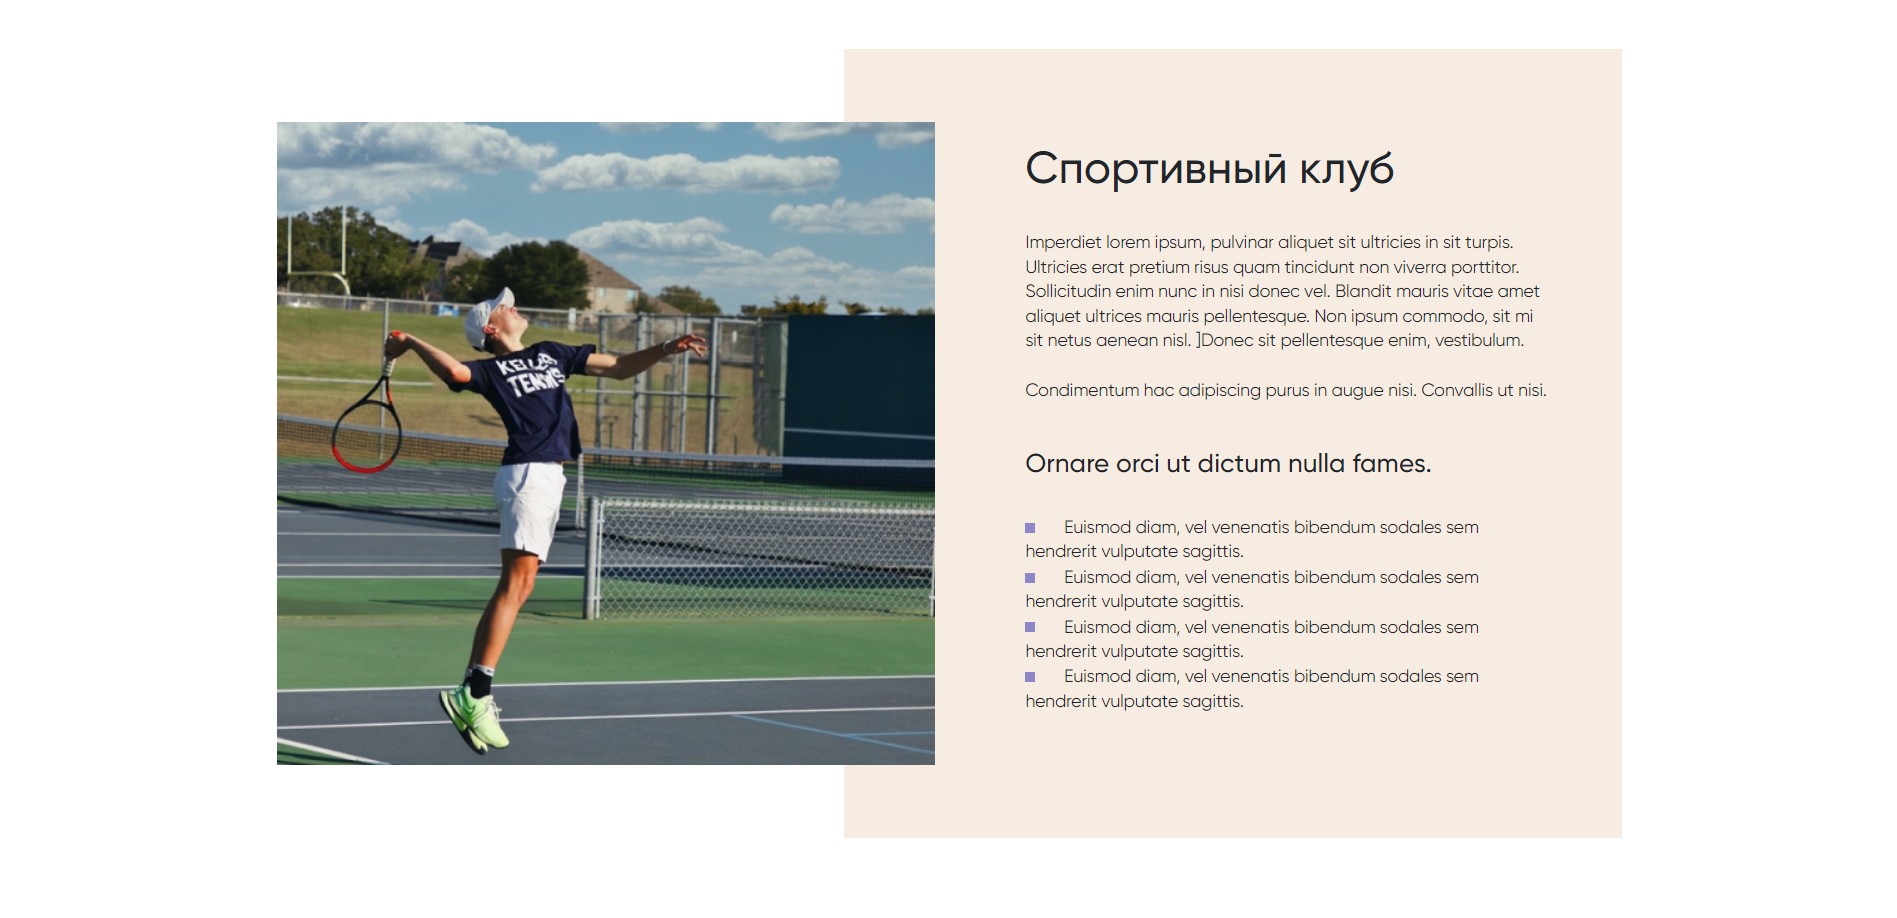 Спортивный клуб
Imperdiet lorem ipsum, pulvinar aliquet sit ultricies in sit turpis.
Ultricies erat pretium risus quam tincidunt non viverra porttitor.
Sollicitudin enim nunc in nisi donec vel. Blandit mauris vitae amet
aliquet ultrices mauris pellentesque. Non ipsum commodo, sit mi
sit netus aenean nisl. ]Donec sit pellentesque enim, vestibulum.
Condimentum hac adipiscing purus in augue nisi. Convallis ut nisi.
Ornare orci ut dictum nulla fames.
Euismod diam, vel venenatis bibendum sodales sem
hendrerit vulputate sagittis.
Euismod diam, vel venenatis bibendum sodales sem
hendrerit vulputate sagittis.
Euismod diam, vel venenatis bibendum sodales sem
hendrerit vulputate sagittis.
Euismod diam, vel venenatis bibendum sodales sem
hendrerit vulputate sagittis.
TENNIS